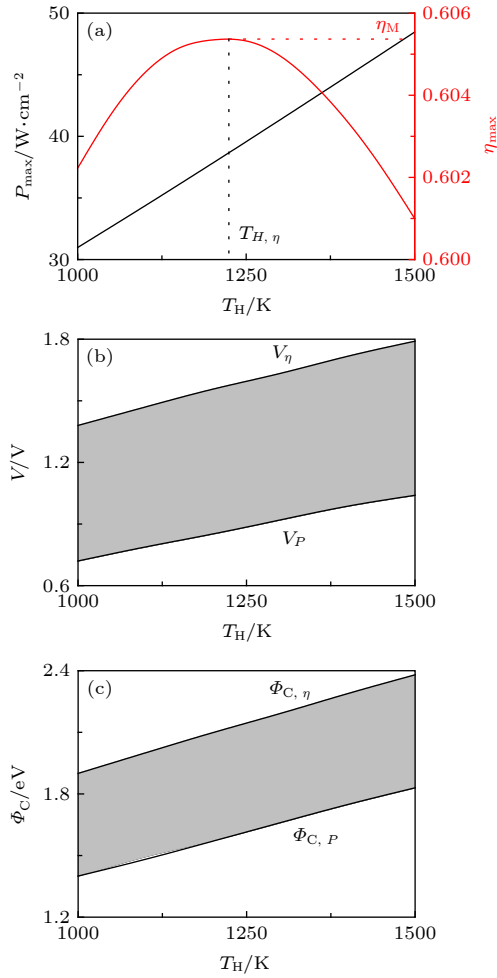 (a)
P_max/W·cm^−2
50
40
30
η_M
T_H, η
0.606
0.604
0.602
0.600
η_max
1000
1250
1500
T_H/K
(b)
V/V
1.8
1.2
0.6
V_η
V_P
1000
1250
1500
T_H/K
(c)
Φ_C/eV
2.4
1.8
1.2
Φ_C, η
Φ_C, P
1000
1250
1500
T_H/K